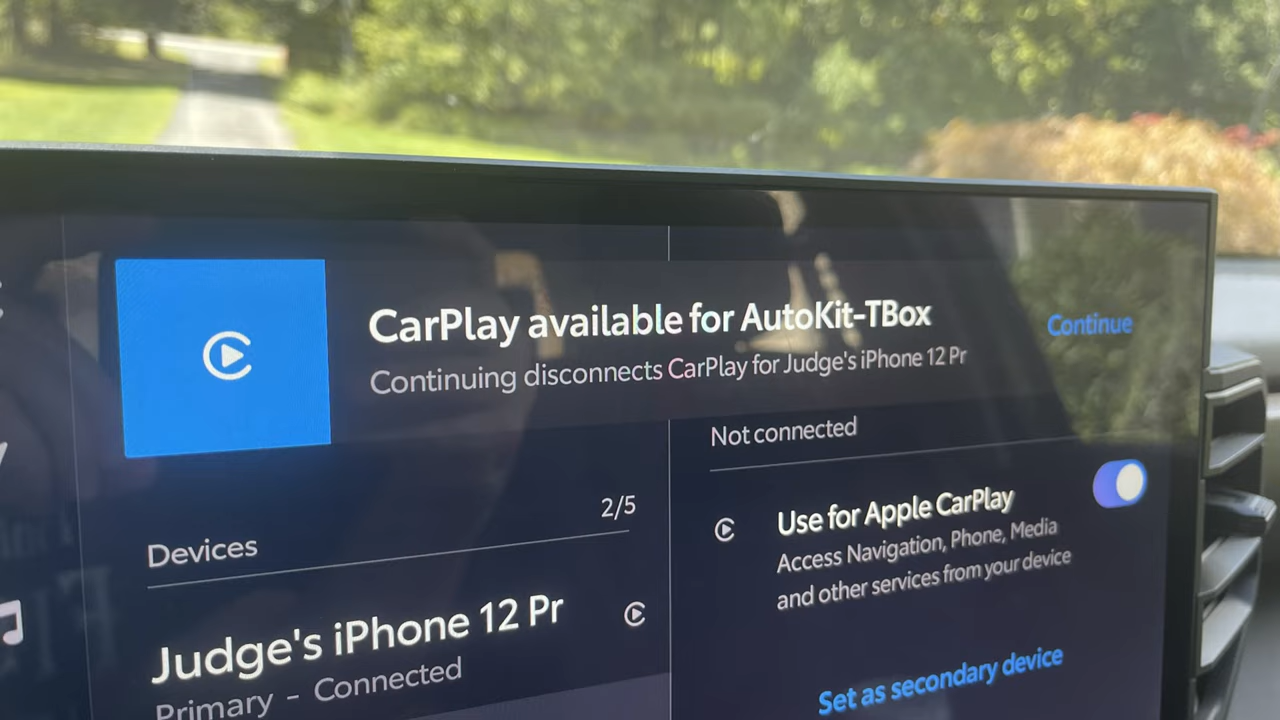 CarPlay available for AutoKit-TBox
Continuing disconnects CarPlay for Judge's iPhone 12 Pr
Continue
2/5
Devices
Judge's iPhone 12 Pr
Primary - Connected
Not connected
Use for Apple CarPlay
Access Navigation, Phone, Media
and other services from your device
Set as secondary device